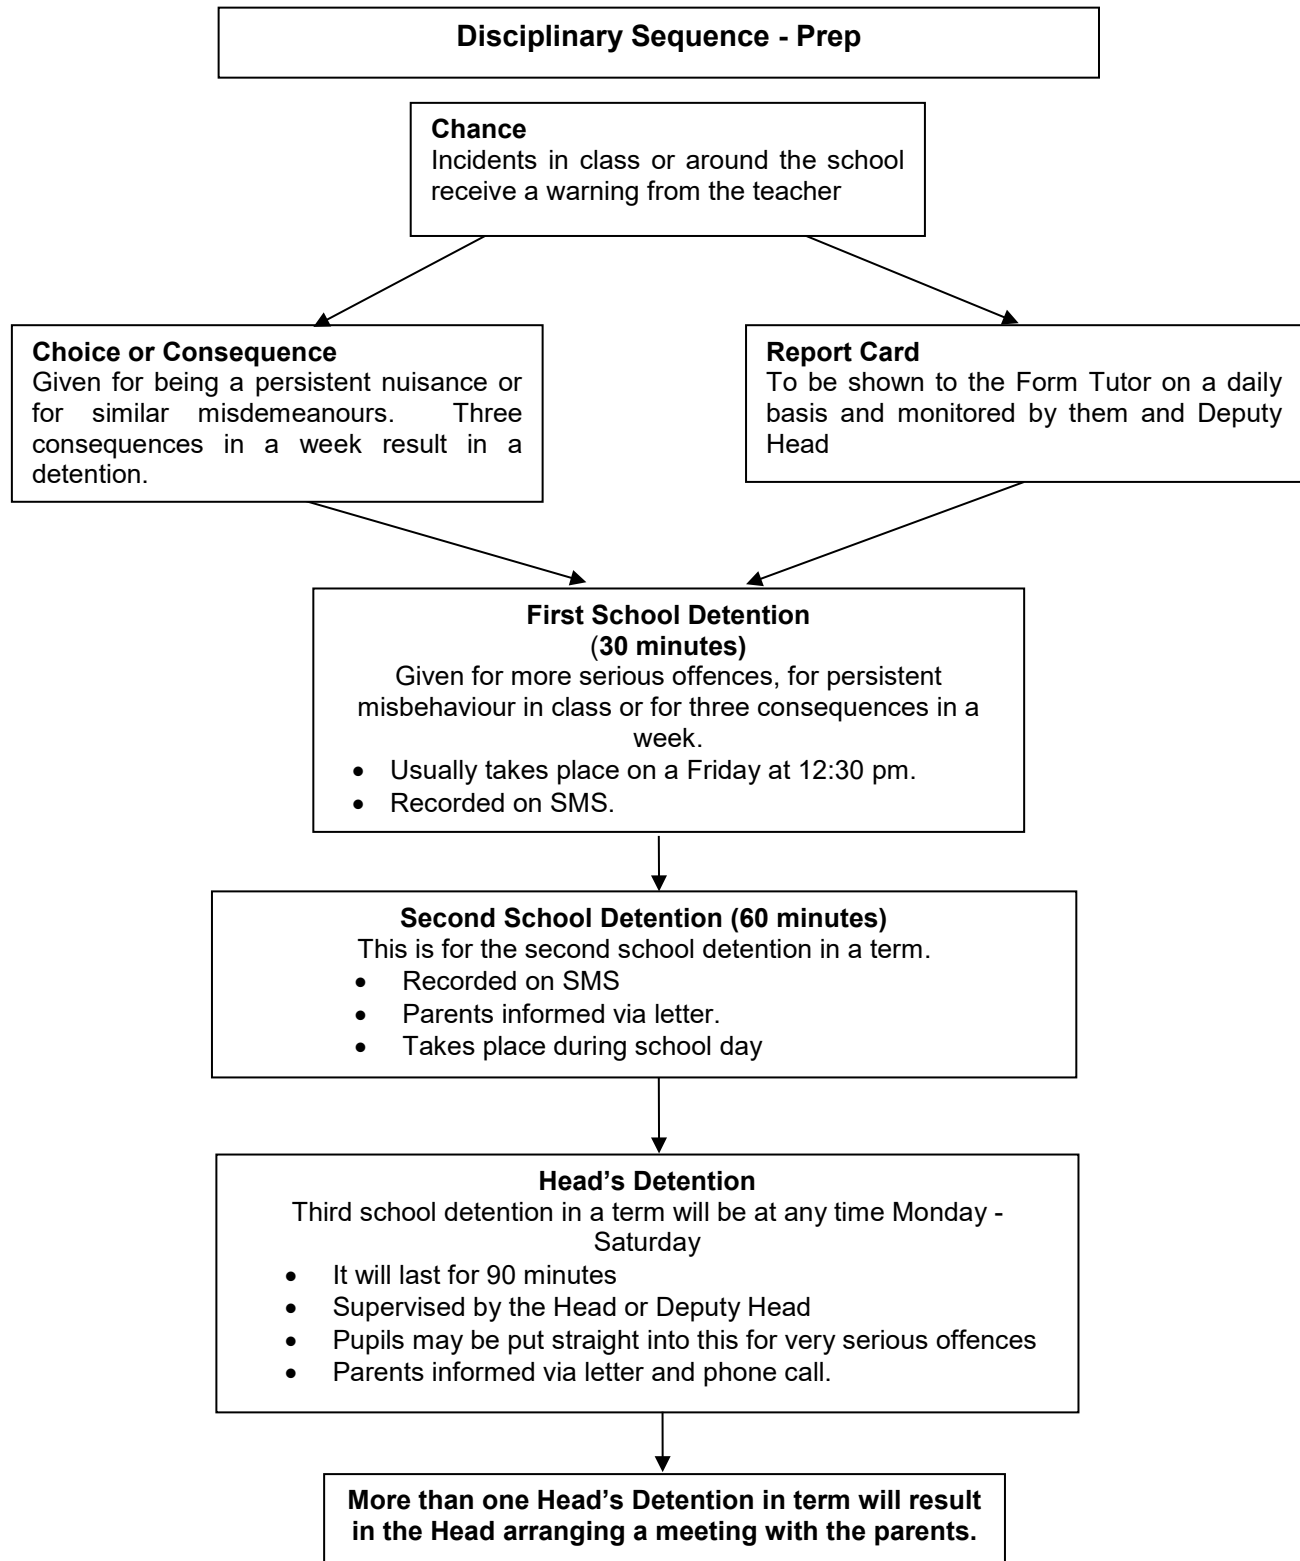 Disciplinary Sequence - Prep
Chance
Incidents in class or around the school
receive a warning from the teacher
Choice or Consequence
Given for being a persistent nuisance or
for similar misdemeanours. Three
consequences in a week result in a
detention.
Report Card
To be shown to the Form Tutor on a daily
basis and monitored by them and Deputy
Head
First School Detention
(30 minutes)
Given for more serious offences, for persistent
misbehaviour in class or for three consequences in a
week.
• Usually takes place on a Friday at 12:30 pm.
• Recorded on SMS.
Second School Detention (60 minutes)
This is for the second school detention in a term.
• Recorded on SMS
• Parents informed via letter.
• Takes place during school day
Head’s Detention
Third school detention in a term will be at any time Monday -
Saturday
• It will last for 90 minutes
• Supervised by the Head or Deputy Head
• Pupils may be put straight into this for very serious offences
• Parents informed via letter and phone call.
More than one Head’s Detention in term will result
in the Head arranging a meeting with the parents.